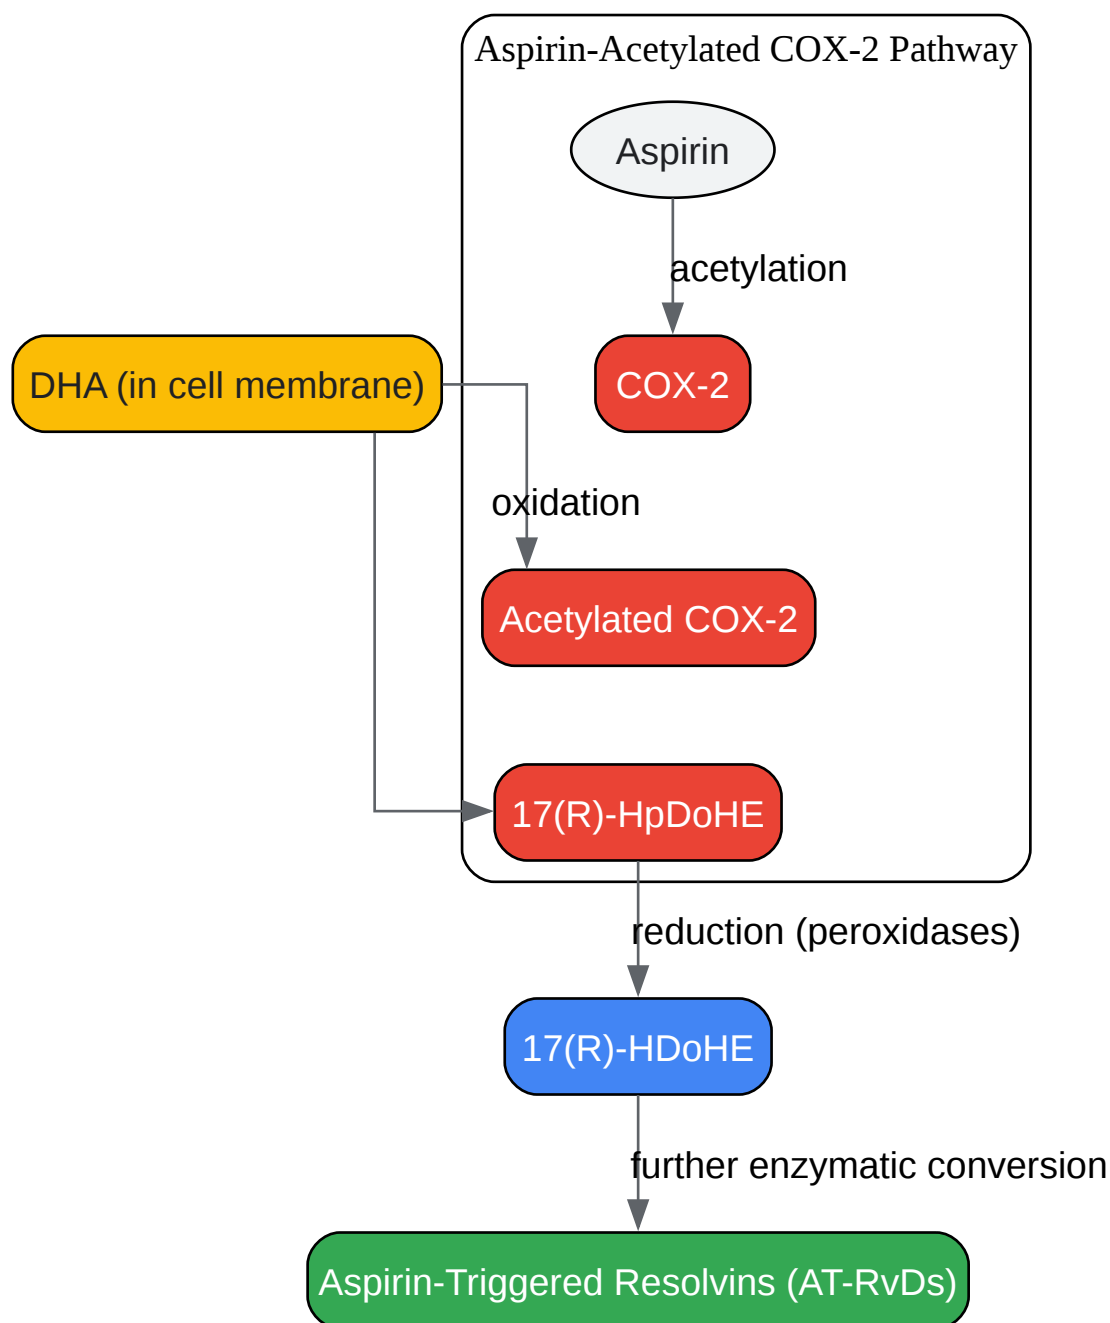 Aspirin-Acetylated COX-2 Pathway
Aspirin
acetylation
DHA (in cell membrane)
COX-2
oxidation
Acetylated COX-2
17(R)-HpDoHE
reduction (peroxidases)
17(R)-HDoHE
further enzymatic conversion
Aspirin-Triggered Resolvins (AT-RvDs)